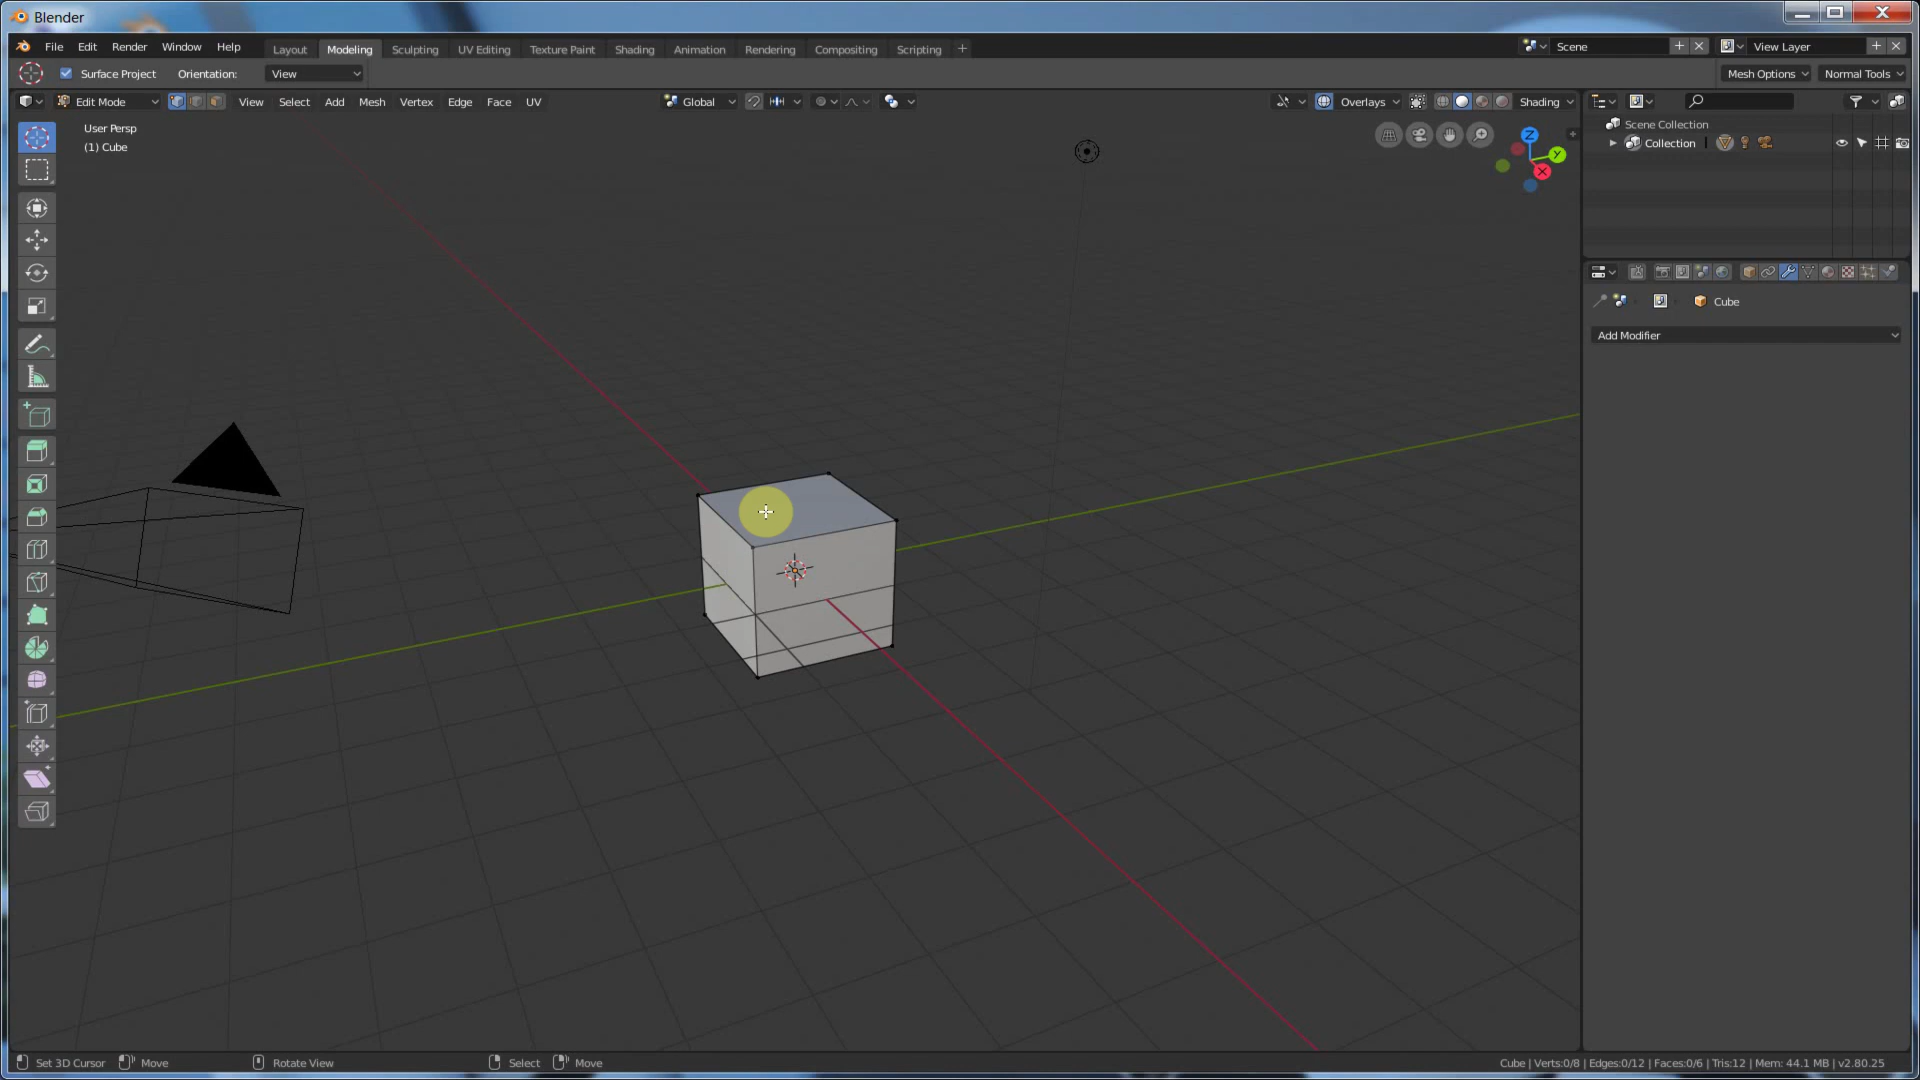 Blender
File Edit Render Window Help Layout Modeling Sculpting UV Editing Texture Paint Shading Animation Rendering Compositing Scripting + Scene View Layer
Surface Project Orientation: View Mesh Options Normal Tools
Edit Mode View Select Add Mesh Vertex Edge Face UV Global Overlays Shading
User Persp
(1) Cube
Z
Y
X
Scene Collection
Collection
Cube
Add Modifier
Set 3D Cursor Move Rotate View Select Move Cube | Verts:0/8 | Edges:0/12 | Faces:0/6 | Tris:12 | Mem: 44.1 MB | v2.80.25